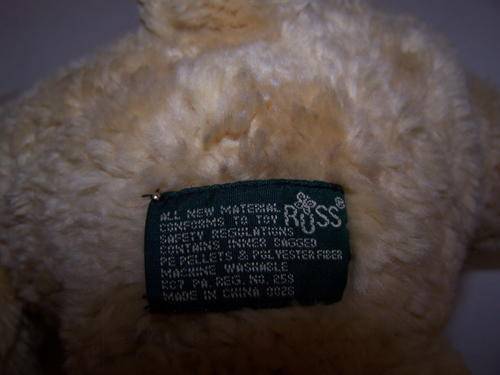 ALL NEW MATERIAL
RUSS®
CONFORMS TO TOY
SAFETY REGULATIONS
CONTAINS INNER BAGGED
PE PELLETS & POLYESTER FIBER
MACHINE WASHABLE
PA. REG. NO. 253
MADE IN CHINA 0026